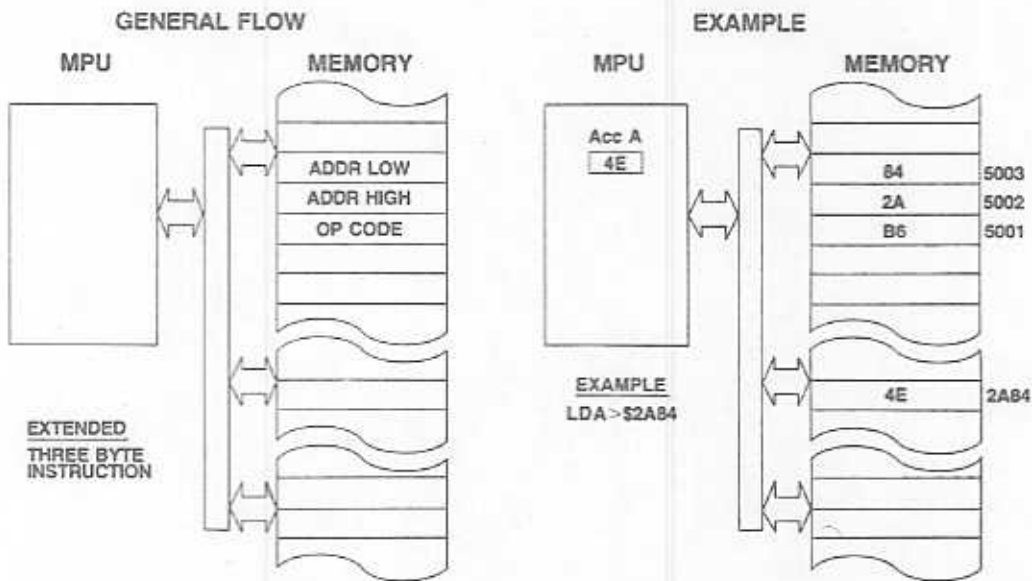 GENERAL FLOW
MPU
MEMORY
ADDR LOW
ADDR HIGH
OP CODE
EXTENDED
THREE BYTE
INSTRUCTION
EXAMPLE
MPU
MEMORY
Acc A
4E
84
5003
2A
5002
B6
5001
4E
2A84
EXAMPLE
LDA>$2A84